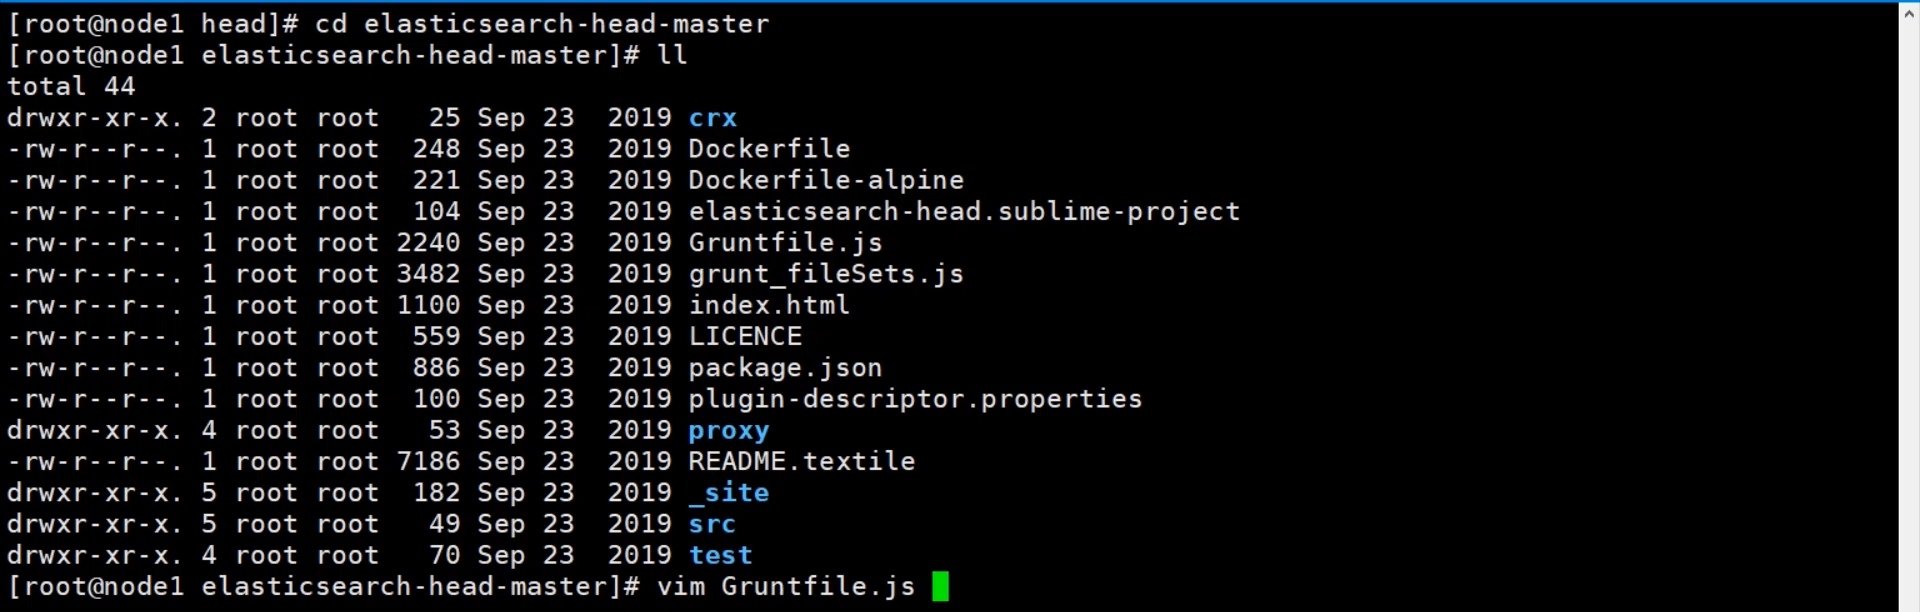 [root@node1 head]# cd elasticsearch-head-master
[root@node1 elasticsearch-head-master]# ll
total 44
drwxr-xr-x. 2 root root   25 Sep 23  2019 crx
-rw-r--r--. 1 root root  248 Sep 23  2019 Dockerfile
-rw-r--r--. 1 root root  221 Sep 23  2019 Dockerfile-alpine
-rw-r--r--. 1 root root  104 Sep 23  2019 elasticsearch-head.sublime-project
-rw-r--r--. 1 root root 2240 Sep 23  2019 Gruntfile.js
-rw-r--r--. 1 root root 3482 Sep 23  2019 grunt_fileSets.js
-rw-r--r--. 1 root root 1100 Sep 23  2019 index.html
-rw-r--r--. 1 root root  559 Sep 23  2019 LICENCE
-rw-r--r--. 1 root root  886 Sep 23  2019 package.json
-rw-r--r--. 1 root root  100 Sep 23  2019 plugin-descriptor.properties
drwxr-xr-x. 4 root root   53 Sep 23  2019 proxy
-rw-r--r--. 1 root root 7186 Sep 23  2019 README.textile
drwxr-xr-x. 5 root root  182 Sep 23  2019 _site
drwxr-xr-x. 5 root root   49 Sep 23  2019 src
drwxr-xr-x. 4 root root   70 Sep 23  2019 test
[root@node1 elasticsearch-head-master]# vim Gruntfile.js